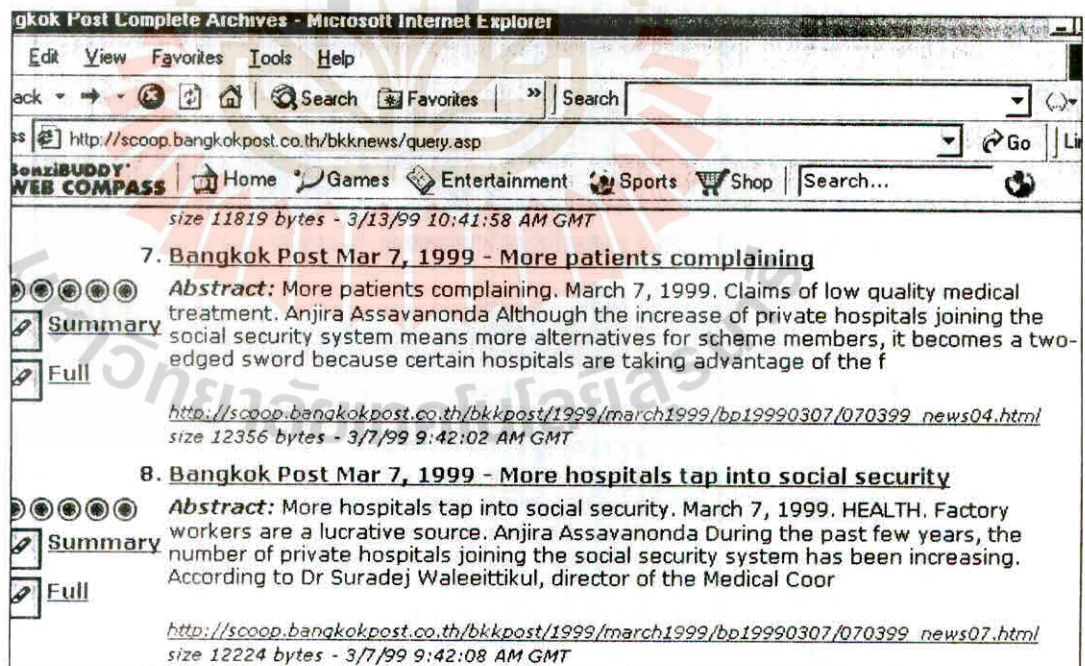 gkok Post Complete Archives - Microsoft Internet Explorer
Edit View Favorites Tools Help
ack Search Favorites » Search
ss http://scoop.bangkokpost.co.th/bkknews/query.asp Go Lin
BonziBUDDY WEB COMPASS Home Games Entertainment Sports Shop Search...
size 11819 bytes - 3/13/99 10:41:58 AM GMT
7. Bangkok Post Mar 7, 1999 - More patients complaining
Abstract: More patients complaining. March 7, 1999. Claims of low quality medical
Summary treatment. Anjira Assavanonda Although the increase of private hospitals joining the
social security system means more alternatives for scheme members, it becomes a two-
Full edged sword because certain hospitals are taking advantage of the f
http://scoop.bangkokpost.co.th/bkkpost/1999/march1999/bp19990307/070399_news04.html
size 12356 bytes - 3/7/99 9:42:02 AM GMT
8. Bangkok Post Mar 7, 1999 - More hospitals tap into social security
Abstract: More hospitals tap into social security. March 7, 1999. HEALTH. Factory
Summary workers are a lucrative source. Anjira Assavanonda During the past few years, the
number of private hospitals joining the social security system has been increasing.
Full According to Dr Suradej Waleeittikul, director of the Medical Coor
http://scoop.bangkokpost.co.th/bkkpost/1999/march1999/bp19990307/070399_news07.html
size 12224 bytes - 3/7/99 9:42:08 AM GMT